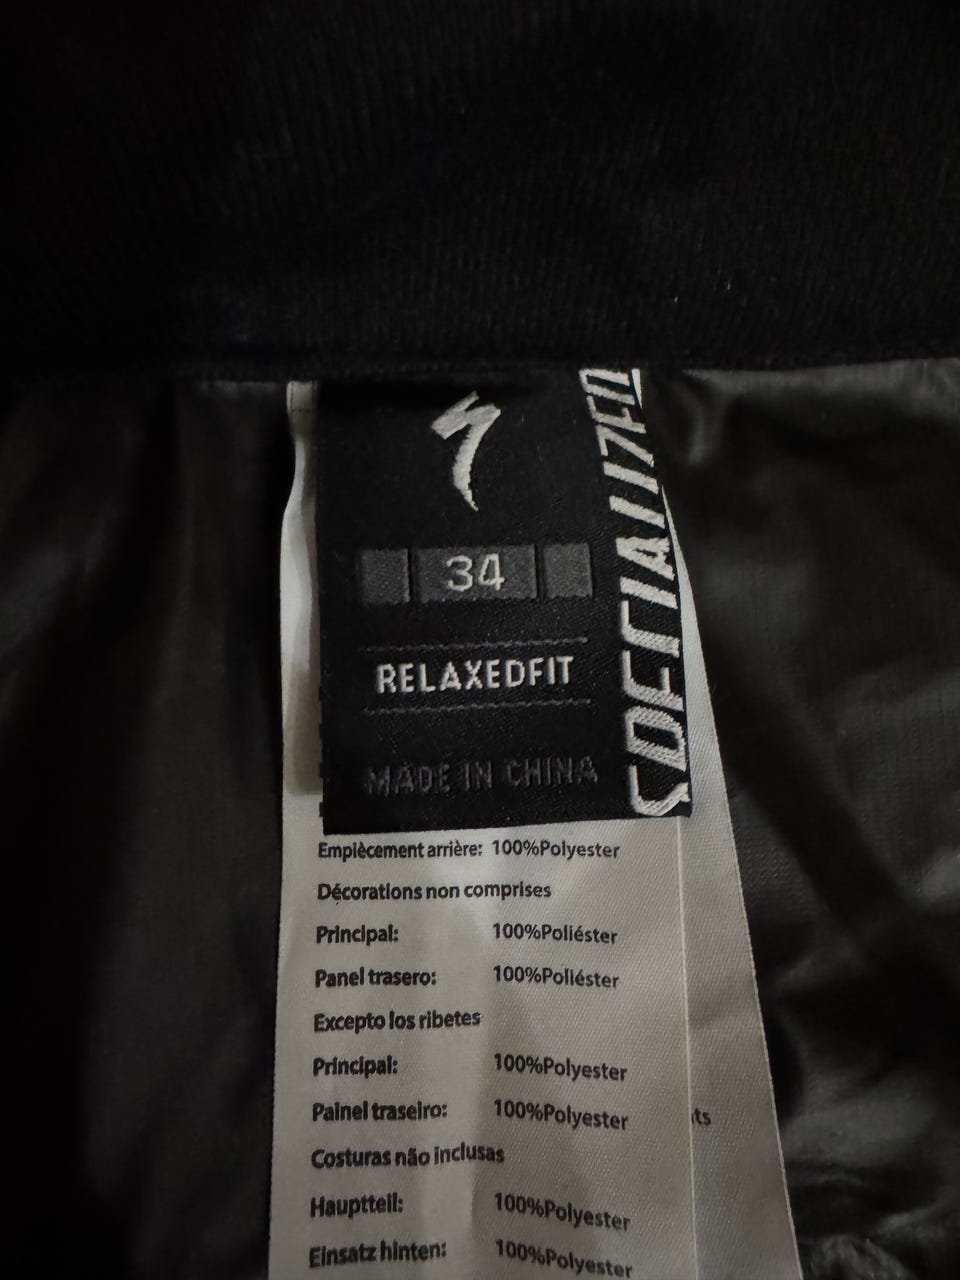 34
RELAXEDFIT
MADE IN CHINA
SPECIALIZED
Empiècement arrière: 100%Polyester
Décorations non comprises
Principal: 100%Poliéster
Panel trasero: 100%Poliéster
Excepto los ribetes
Principal: 100%Polyester
Painel traseiro: 100%Polyester
Costuras não inclusas
Hauptteil: 100%Polyester
Einsatz hinten: 100%Polyester